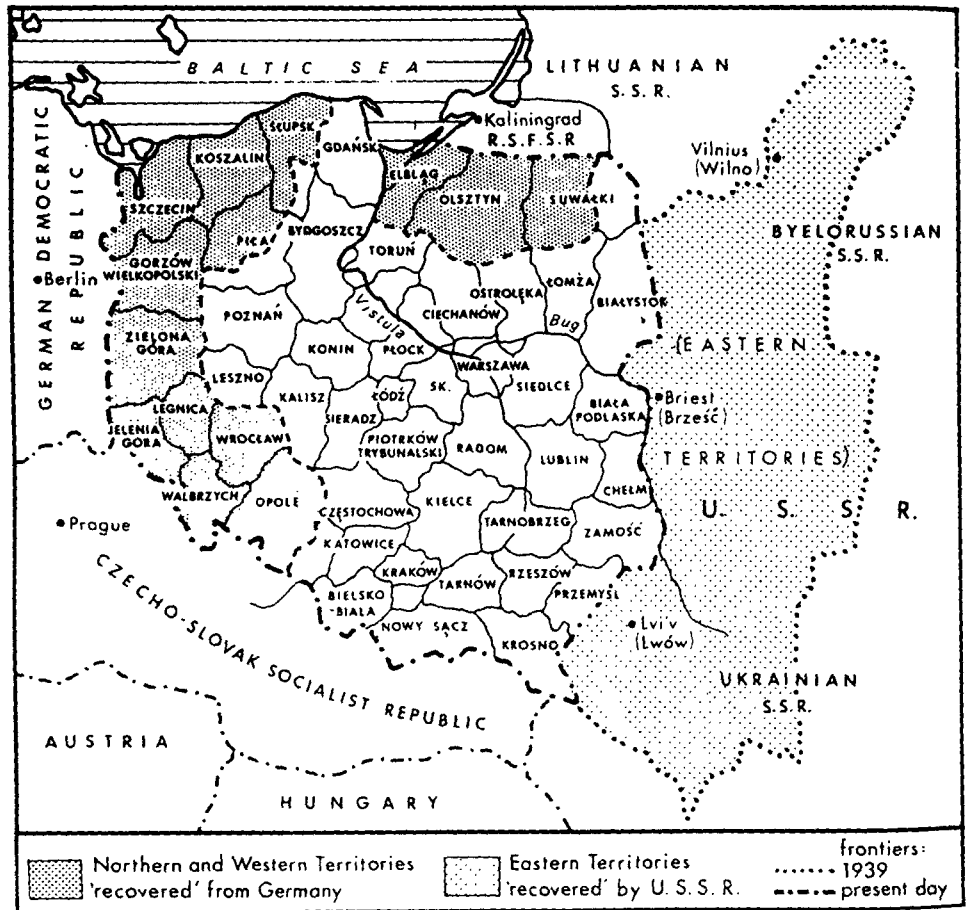 BALTIC SEA
LITHUANIAN
S.S.R.
Kaliningrad
R.S.F.S.R
Vilnius
(Wilno)
BYELORUSSIAN
S.S.R.
GERMAN DEMOCRATIC
REPUBLIC
Berlin
SŁUPSK
KOSZALIN
GDAŃSK
ELBLĄG
SZCZECIN
OLSZTYN
SUWAŁKI
PIŁA
BYDGOSZCZ
TORUŃ
GORZÓW
WIELKOPOLSKI
OSTROŁĘKA
ŁOMŻA
BIAŁYSTOK
POZNAŃ
Vistula
CIECHANÓW
Bug
(EASTERN
ZIELONA
GÓRA
KONIN
PŁOCK
WARSZAWA
LESZNO
SK.
SIEDLCE
KALISZ
ŁÓDŹ
BIAŁA
PODLASKA
Briest
(Brześć)
LEGNICA
SIERADZ
JELENIA
GÓRA
WROCŁAW
PIOTRKÓW
TRYBUNALSKI
RADOM
LUBLIN
TERRITORIES)
WALBRZYCH
OPOLE
KIELCE
CHEŁM
U. S. S. R.
Prague
CZĘSTOCHOWA
TARNOBRZEG
ZAMOŚĆ
KATOWICE
KRAKÓW
TARNÓW
RZESZÓW
BIELSKO
-BIALA
PRZEMYŚL
NOWY SĄCZ
KROSNO
Lviv
(Lwów)
CZECHO-SLOVAK SOCIALIST REPUBLIC
UKRAINIAN
S.S.R.
AUSTRIA
HUNGARY
Northern and Western Territories
'recovered' from Germany
Eastern Territories
'recovered' by U.S.S.R.
frontiers:
1939
present day